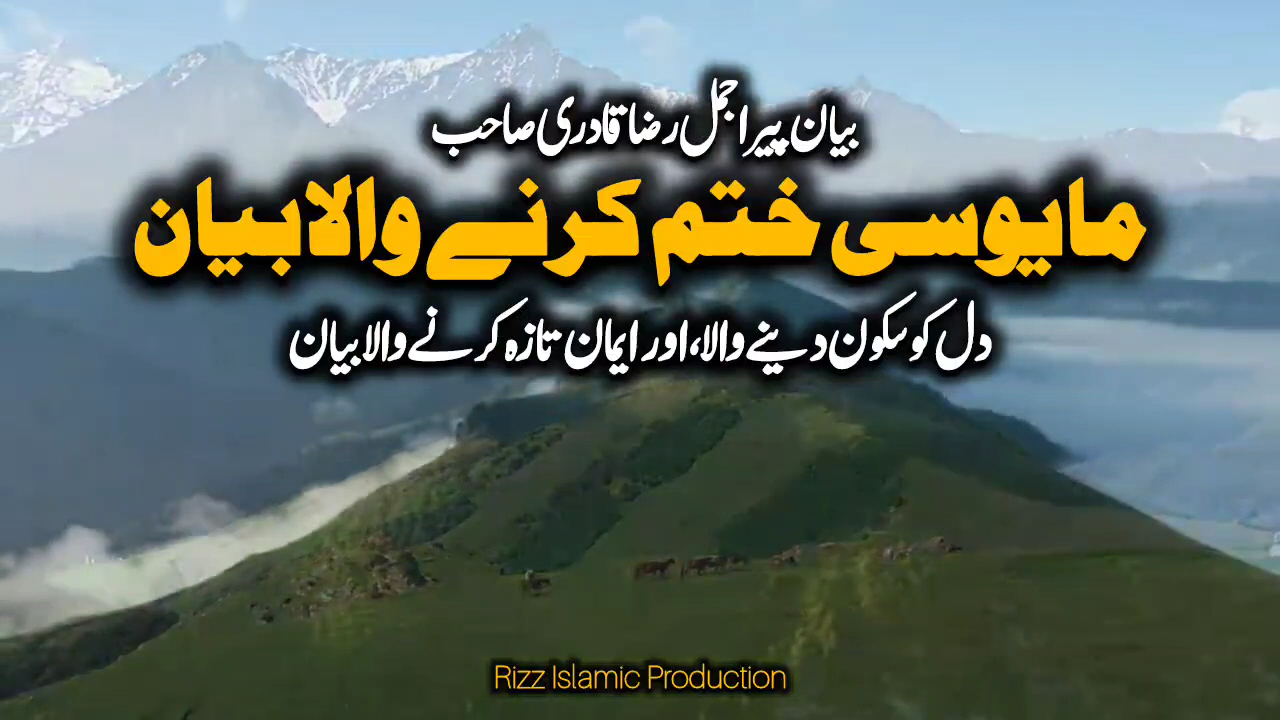 بیان پیر اجمل رضا قادری صاحب
مایوسی ختم کرنے والا بیان
دل کو سکون دینے والا، اور ایمان تازہ کرنے والا بیان
Rizz Islamic Production